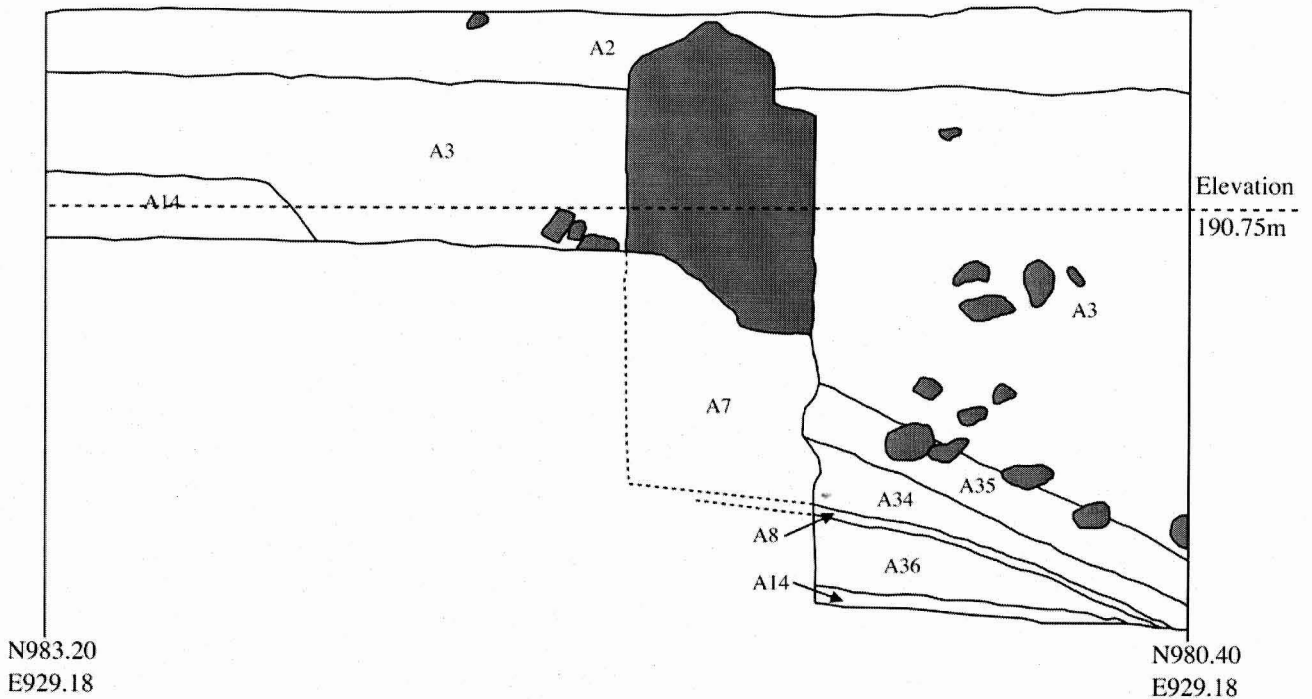 A2
A3
A14
Elevation
190.75m
A3
A7
A35
A34
A8
A36
A14
N983.20
E929.18
N980.40
E929.18